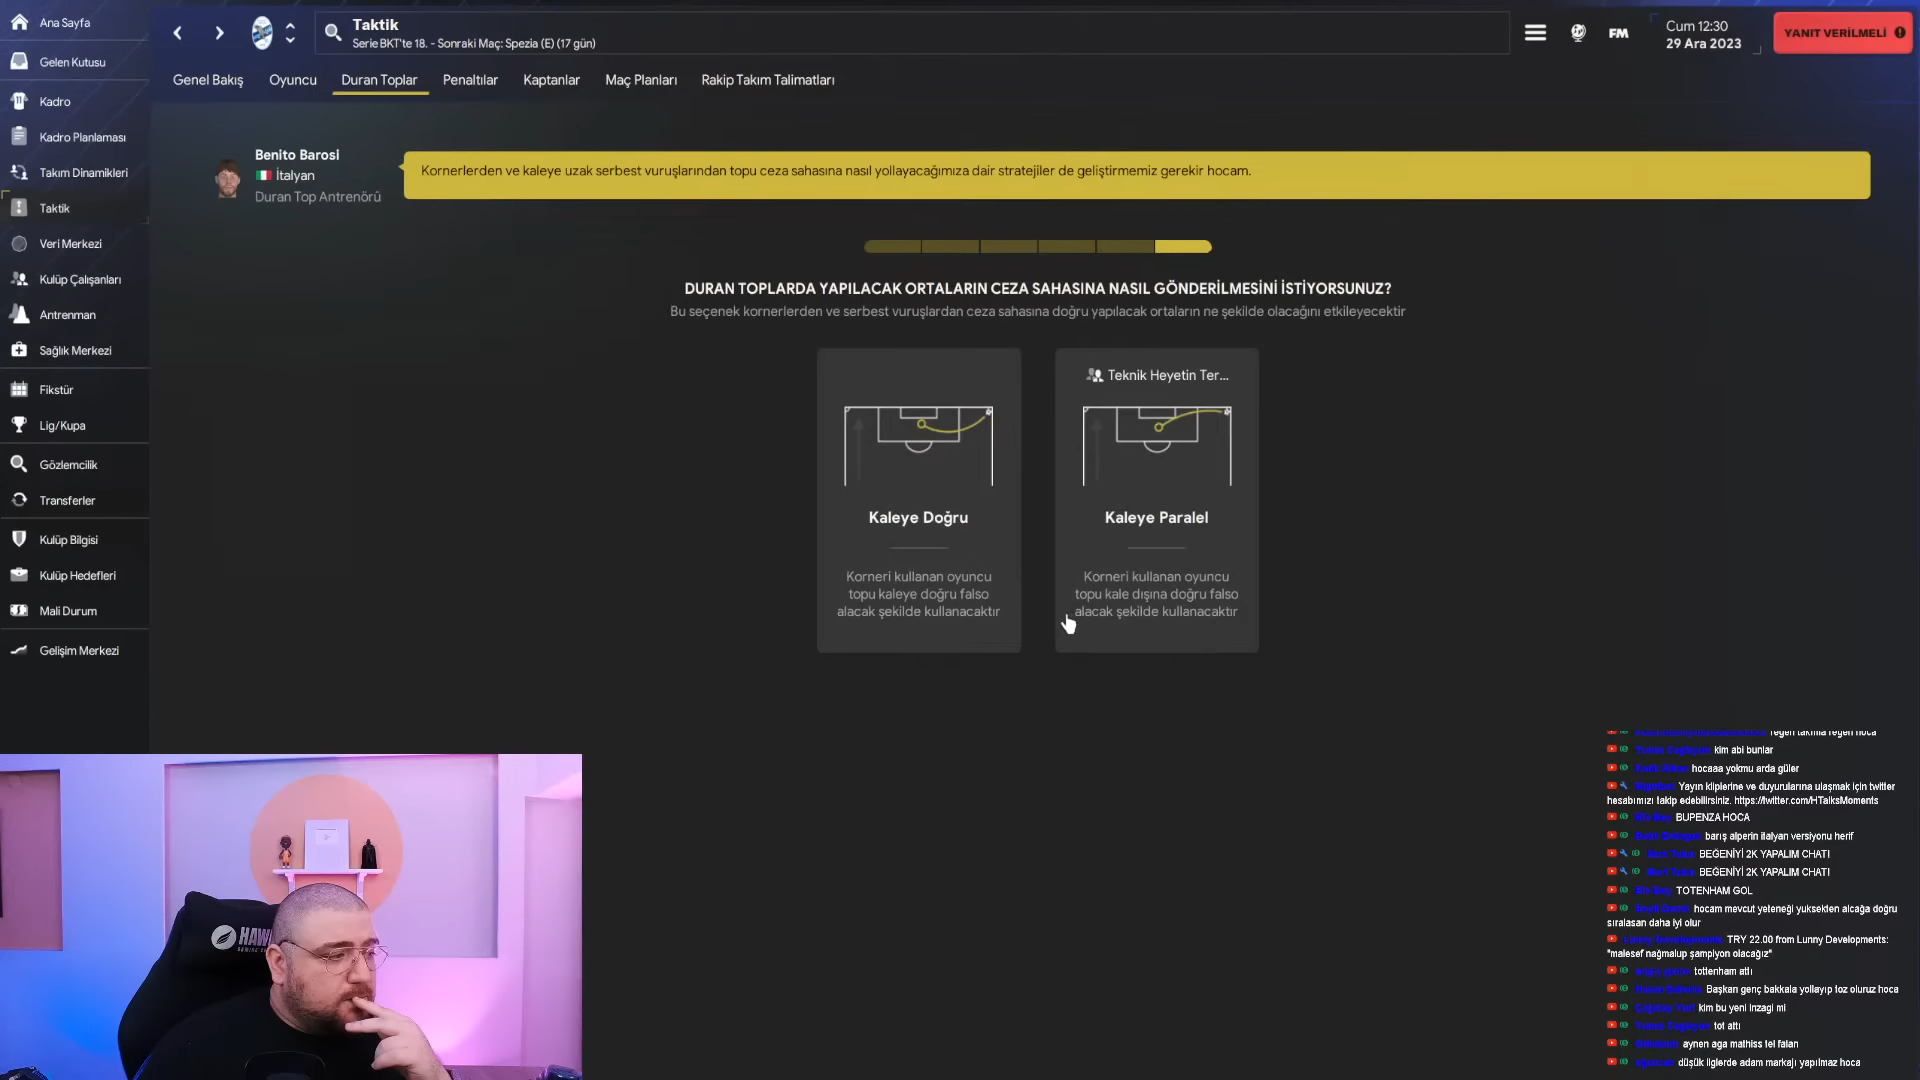 Ana Sayfa
Gelen Kutusu
Kadro
Kadro Planlaması
Takım Dinamikleri
Taktik
Veri Merkezi
Kulüp Çalışanları
Antrenman
Sağlık Merkezi
Fikstür
Lig/Kupa
Gözlemcilik
Transferler
Kulüp Bilgisi
Kulüp Hedefleri
Mali Durum
Gelişim Merkezi
Taktik
Serie BKT'te 18. - Sonraki Maç: Spezia (E) (17 gün)
FM
Cum 12:30
29 Ara 2023
YANIT VERİLMELİ
Genel Bakış Oyuncu Duran Toplar Penaltılar Kaptanlar Maç Planları Rakip Takım Talimatları
Benito Barosi
İtalyan
Duran Top Antrenörü
Kornerlerden ve kaleye uzak serbest vuruşlarından topu ceza sahasına nasıl yollayacağımıza dair stratejiler de geliştirmemiz gerekir hocam.
DURAN TOPLARDA YAPILACAK ORTALARIN CEZA SAHASINA NASIL GÖNDERİLMESİNİ İSTİYORSUNUZ?
Bu seçenek kornerlerden ve serbest vuruşlardan ceza sahasına doğru yapılacak ortaların ne şekilde olacağını etkileyecektir
Kaleye Doğru
Korneri kullanan oyuncu
topu kaleye doğru falso
alacak şekilde kullanacaktır
Teknik Heyetin Ter...
Kaleye Paralel
Korneri kullanan oyuncu
topu kale dışına doğru falso
alacak şekilde kullanacaktır
HAW
regen takımla regen hoca
kim abi bunlar
hocaaa yokmu arda güler
Yayın kliplerine ve duyurularına ulaşmak için twitter
hesabımızı takip edebilirsiniz. https://twitter.com/HTalksMoments
BUPENZA HOCA
barış alperin italyan versiyonu herif
BEĞENİYİ 2K YAPALIM CHATI
BEĞENİYİ 2K YAPALIM CHATI
TOTENHAM GOL
hocam mevcut yeteneği yuksekten alcağa doğru
sıralasan daha iyi olur
Lunny Developments TRY 22.00 from Lunny Developments:
"malesef nağmalup şampiyon olacağız"
tottenham attı
Başkan genç bakkala yollayıp toz oluruz hoca
kim bu yeni inzagi mi
tot attı
aynen aga mathiss tel falan
düşük liglerde adam markajı yapılmaz hoca